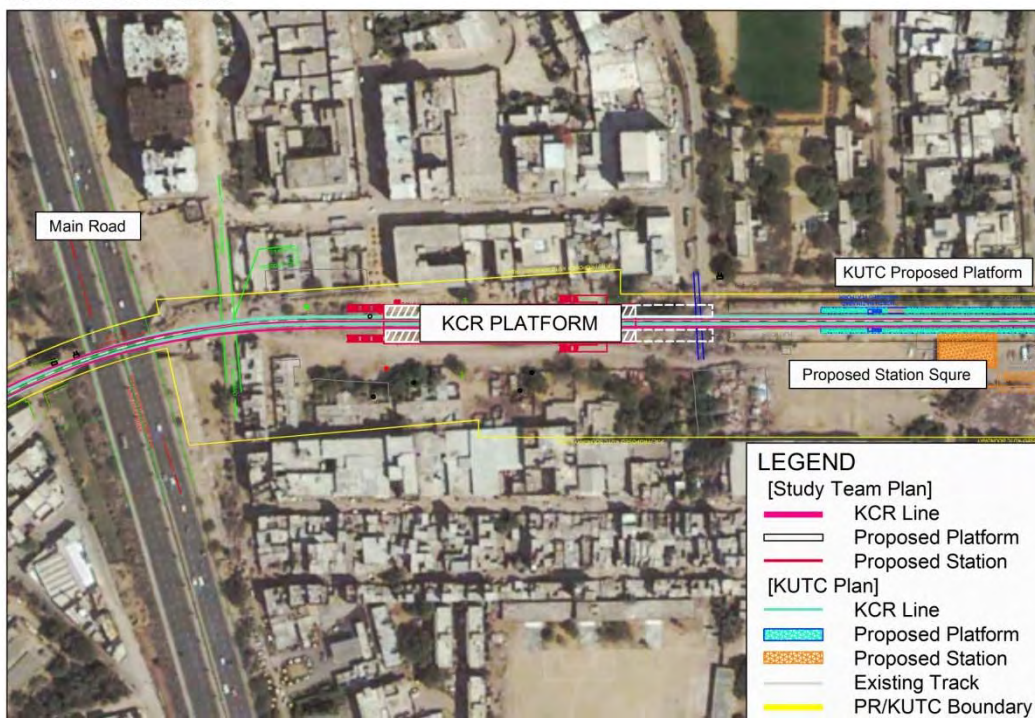 Main Road
KUTC Proposed Platform
KCR PLATFORM
Proposed Station Squre
LEGEND
[Study Team Plan]
KCR Line
Proposed Platform
Proposed Station
[KUTC Plan]
KCR Line
Proposed Platform
Proposed Station
Existing Track
PR/KUTC Boundary